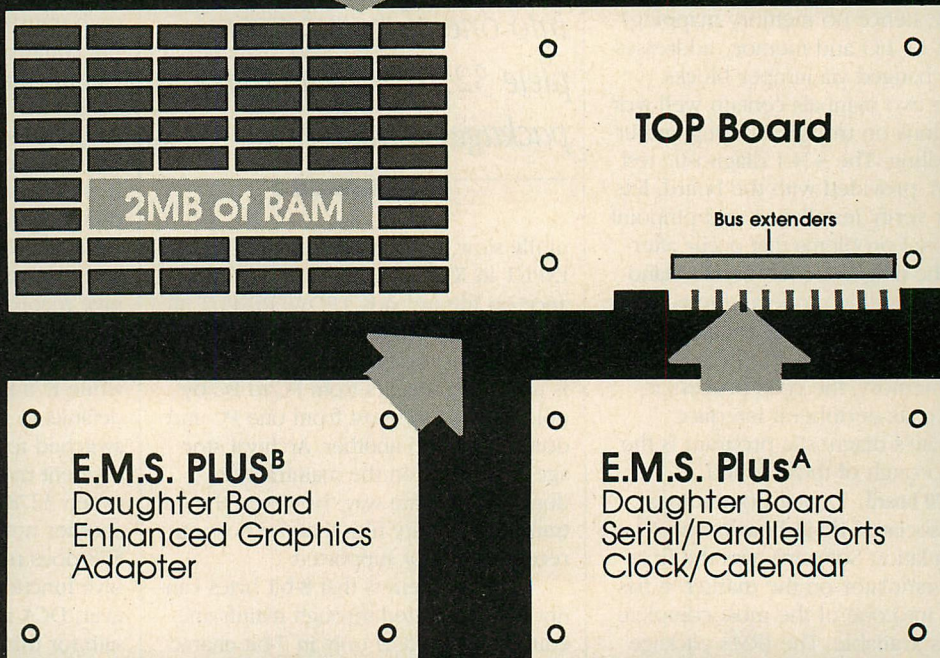 TOP Board
2MB of RAM
Bus extenders
E.M.S. PLUSᴮ
Daughter Board
Enhanced Graphics
Adapter
E.M.S. Plusᴬ
Daughter Board
Serial/Parallel Ports
Clock/Calendar